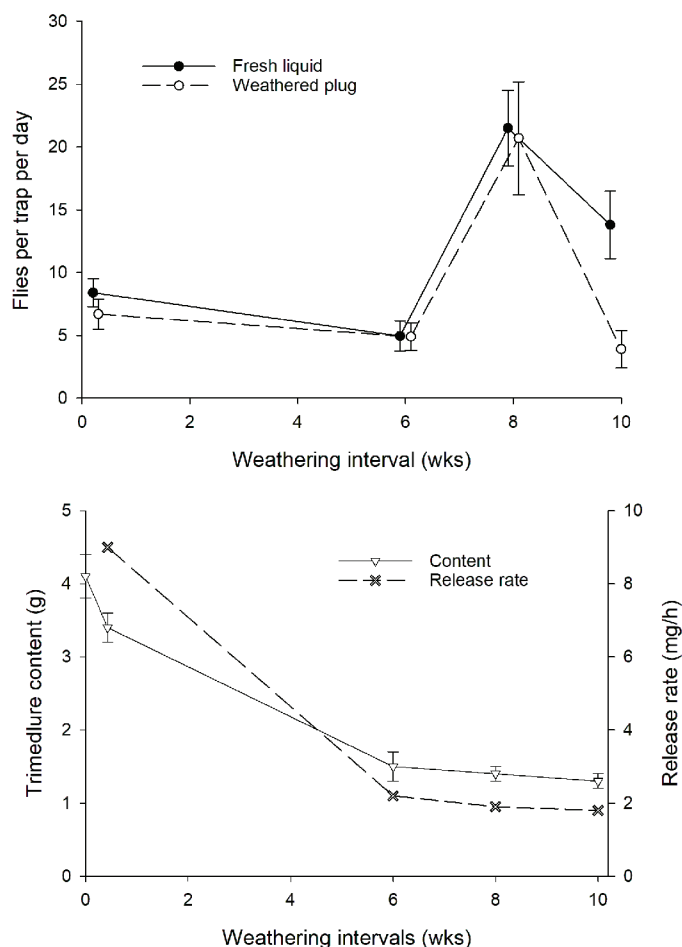 30
25
20
15
10
5
0
Flies per trap per day
Fresh liquid
Weathered plug
0 2 4 6 8 10
Weathering interval (wks)
5
4
3
2
1
0
Trimedlure content (g)
Content
Release rate
10
8
6
4
2
0
Release rate (mg/h)
0 2 4 6 8 10
Weathering intervals (wks)